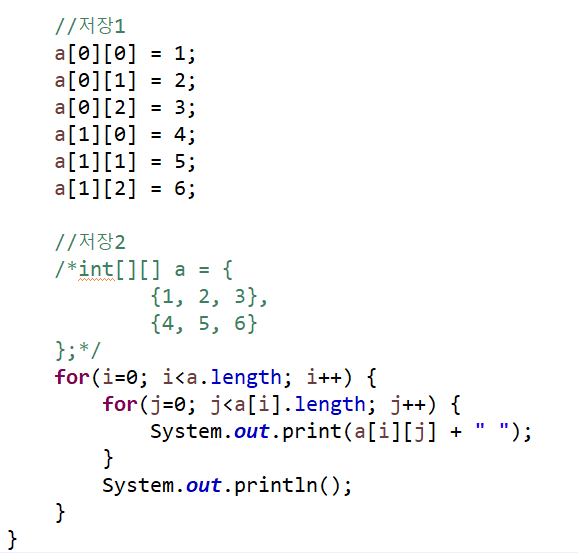 //저장1
a[0][0] = 1;
a[0][1] = 2;
a[0][2] = 3;
a[1][0] = 4;
a[1][1] = 5;
a[1][2] = 6;

//저장2
/*int[][] a = {
        {1, 2, 3},
        {4, 5, 6}
};*/
for(i=0; i<a.length; i++) {
    for(j=0; j<a[i].length; j++) {
        System.out.print(a[i][j] + " ");
    }
    System.out.println();
}
}